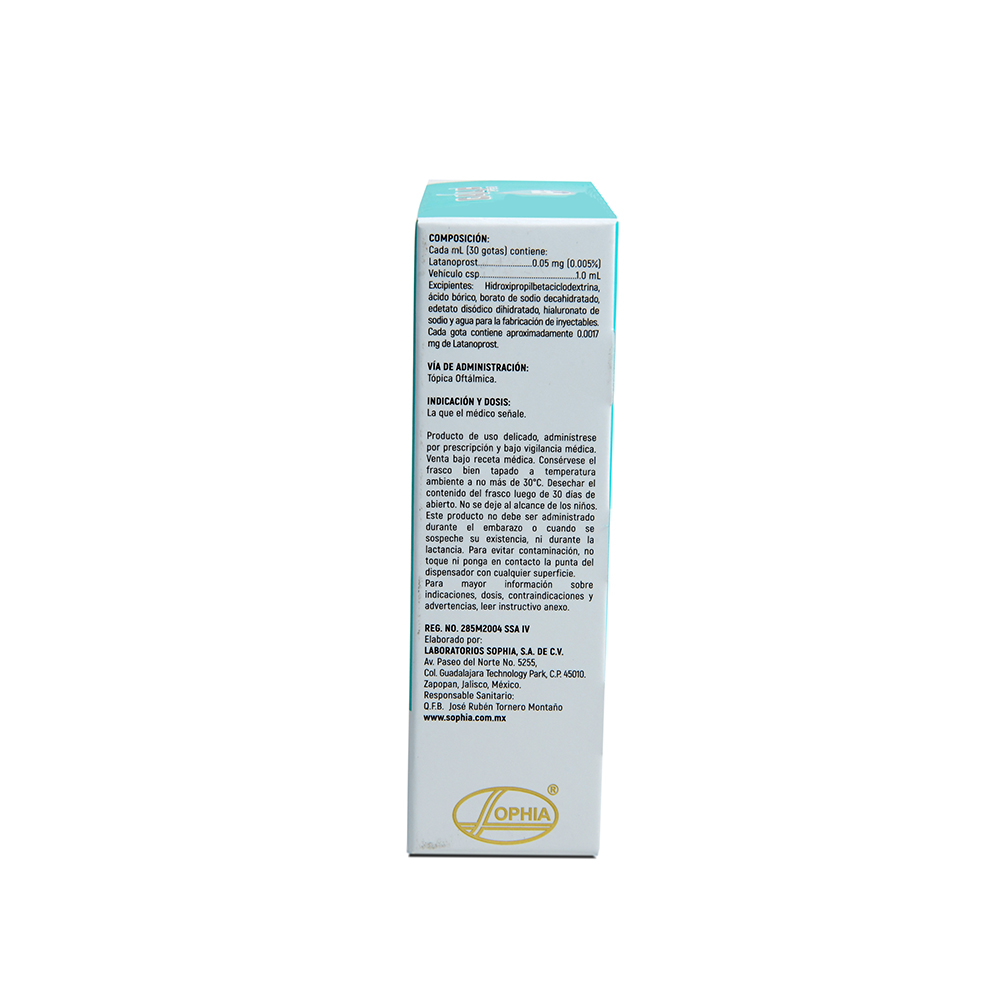 COMPOSICIÓN:
Cada mL (30 gotas) contiene:
Latanoprost........................0.05 mg (0.005%)
Vehículo csp.......................................1.0 mL
Excipientes: Hidroxipropilbetaciclodextrina,
ácido bórico, borato de sodio decahidratado,
edetato disódico dihidratado, hialuronato de
sodio y agua para la fabricación de inyectables.
Cada gota contiene aproximadamente 0.0017
mg de Latanoprost.
VÍA DE ADMINISTRACIÓN:
Tópica Oftálmica.
INDICACIÓN Y DOSIS:
La que el médico señale.
Producto de uso delicado, adminístrese
por prescripción y bajo vigilancia médica.
Venta bajo receta médica. Consérvese el
frasco bien tapado a temperatura
ambiente a no más de 30°C. Desechar el
contenido del frasco luego de 30 días de
abierto. No se deje al alcance de los niños.
Este producto no debe ser administrado
durante el embarazo o cuando se
sospeche su existencia, ni durante la
lactancia. Para evitar contaminación, no
toque ni ponga en contacto la punta del
dispensador con cualquier superficie.
Para mayor información sobre
indicaciones, dosis, contraindicaciones y
advertencias, leer instructivo anexo.
REG. NO. 285M2004 SSA IV
Elaborado por:
LABORATORIOS SOPHIA, S.A. DE C.V.
Av. Paseo del Norte No. 5255,
Col. Guadalajara Technology Park, C.P. 45010.
Zapopan, Jalisco, México.
Responsable Sanitario:
Q.F.B. José Rubén Tornero Montaño
www.sophia.com.mx
SOPHIA ®